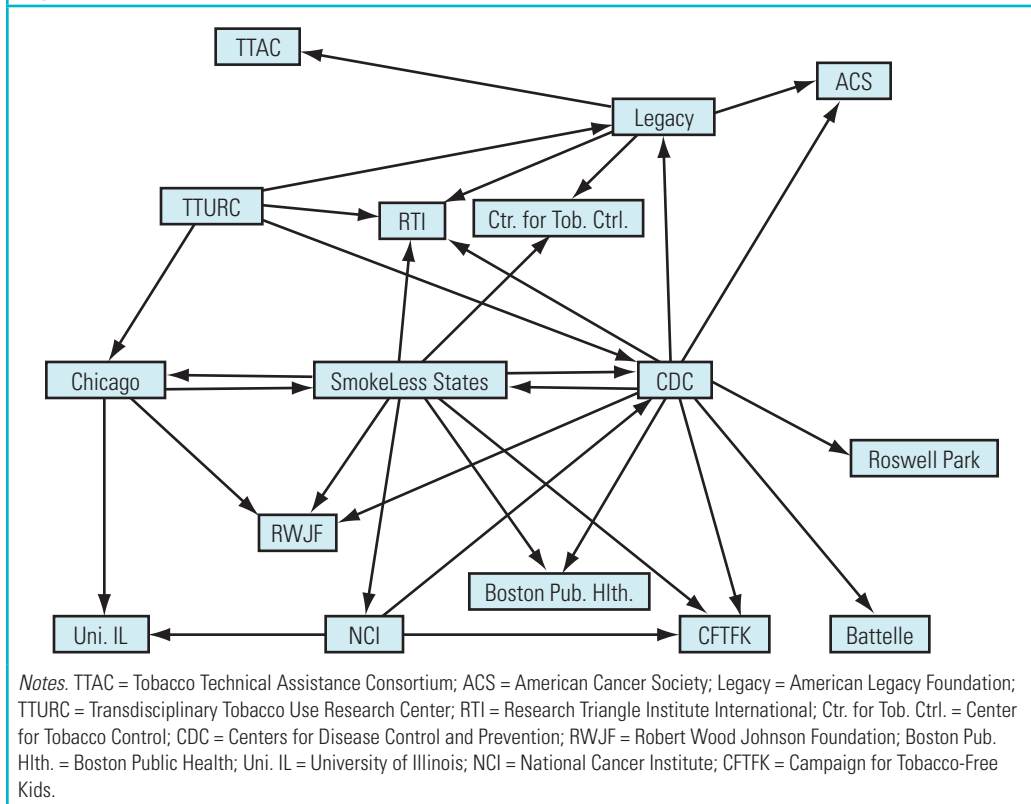 TTAC
ACS
Legacy
TTURC
RTI
Ctr. for Tob. Ctrl.
Chicago
SmokeLess States
CDC
Roswell Park
RWJF
Boston Pub. Hlth.
Uni. IL
NCI
CFTFK
Battelle
Notes. TTAC = Tobacco Technical Assistance Consortium; ACS = American Cancer Society; Legacy = American Legacy Foundation;
TTURC = Transdisciplinary Tobacco Use Research Center; RTI = Research Triangle Institute International; Ctr. for Tob. Ctrl. = Center
for Tobacco Control; CDC = Centers for Disease Control and Prevention; RWJF = Robert Wood Johnson Foundation; Boston Pub.
Hlth. = Boston Public Health; Uni. IL = University of Illinois; NCI = National Cancer Institute; CFTFK = Campaign for Tobacco-Free
Kids.